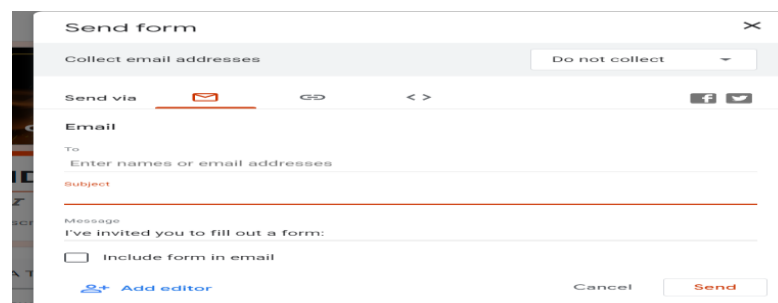 Send form
Collect email addresses
Do not collect
Send via
Email
To
Enter names or email addresses
Subject
Message
I've invited you to fill out a form:
Include form in email
Add editor
Cancel
Send